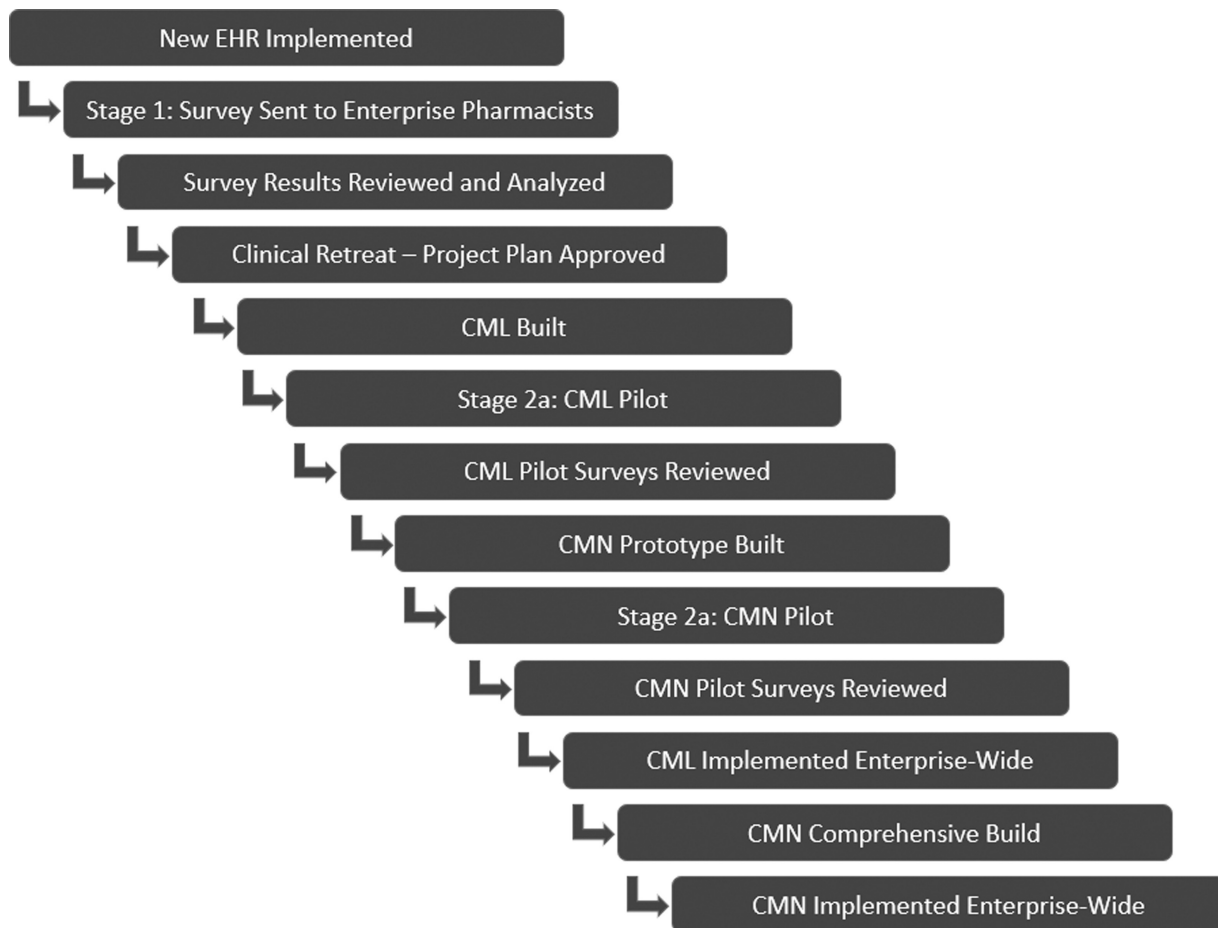 New EHR Implemented
Stage 1: Survey Sent to Enterprise Pharmacists
Survey Results Reviewed and Analyzed
Clinical Retreat – Project Plan Approved
CML Built
Stage 2a: CML Pilot
CML Pilot Surveys Reviewed
CMN Prototype Built
Stage 2a: CMN Pilot
CMN Pilot Surveys Reviewed
CML Implemented Enterprise-Wide
CMN Comprehensive Build
CMN Implemented Enterprise-Wide